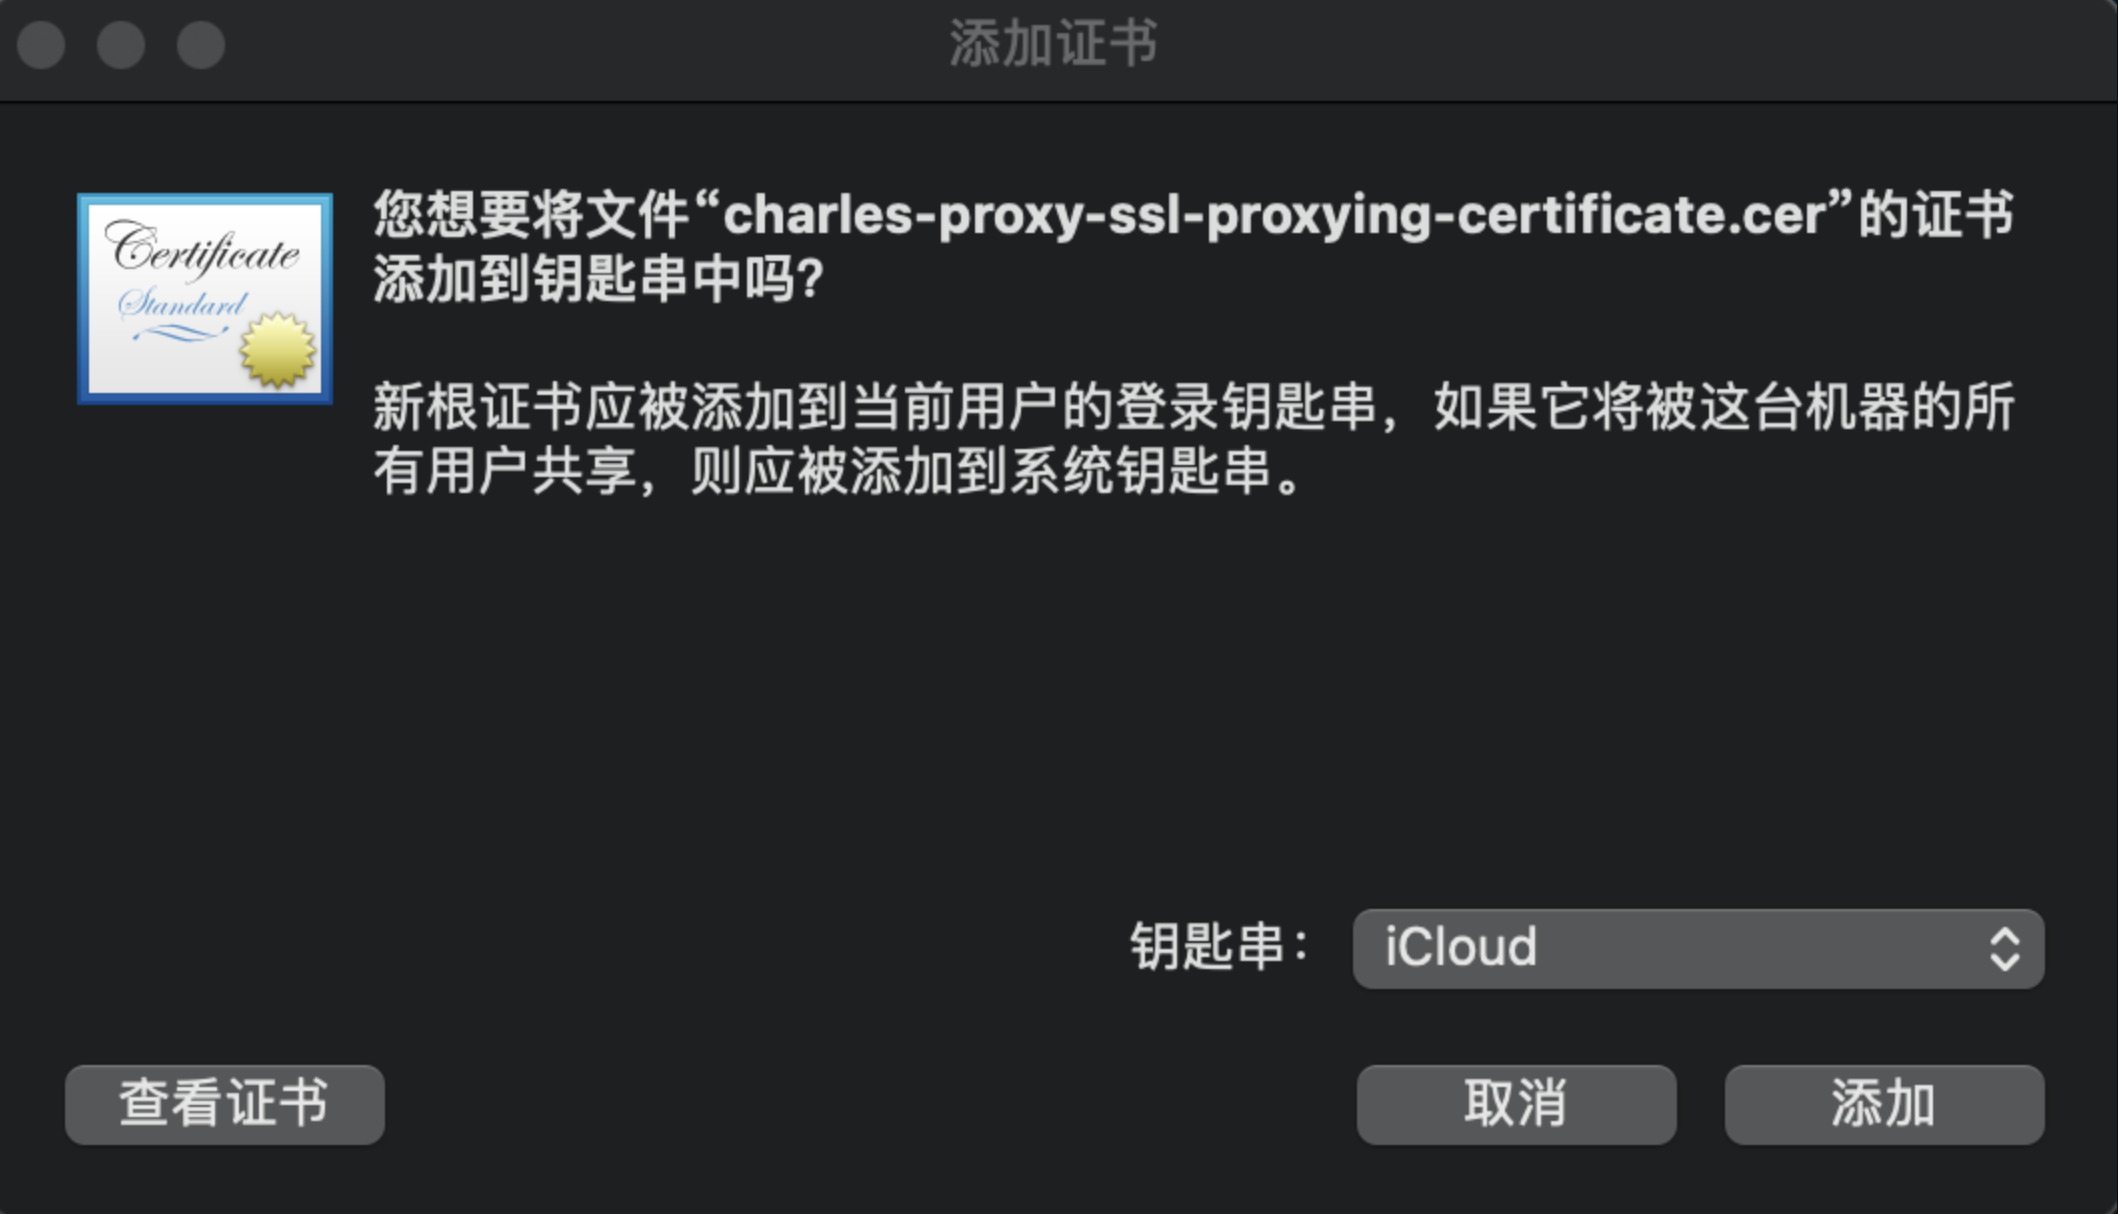 添加证书
Certificate
Standard
您想要将文件“charles-proxy-ssl-proxying-certificate.cer”的证书
添加到钥匙串中吗?
新根证书应被添加到当前用户的登录钥匙串，如果它将被这台机器的所
有用户共享，则应被添加到系统钥匙串。
钥匙串：
iCloud
查看证书
取消
添加